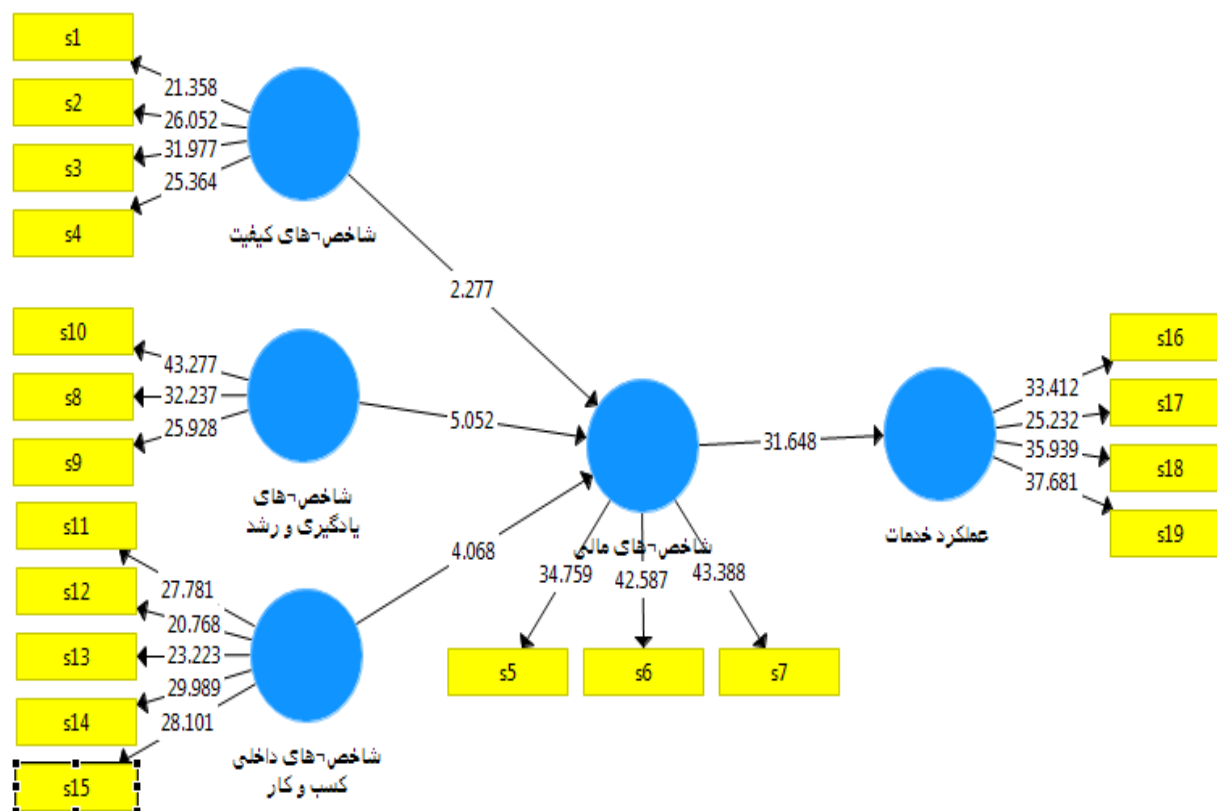 s1
s2
s3
s4
21.358
26.052
31.977
25.364
شاخص¬های کیفیت
2.277
s10
s8
s9
43.277
32.237
25.928
شاخص¬های
یادگیری و رشد
5.052
s11
s12
s13
s14
s15
27.781
20.768
23.223
29.989
28.101
شاخص¬های داخلی
کسب و کار
4.068
شاخص¬های مالی
34.759
42.587
43.388
s5
s6
s7
31.648
عملکرد خدمات
33.412
25.232
35.939
37.681
s16
s17
s18
s19